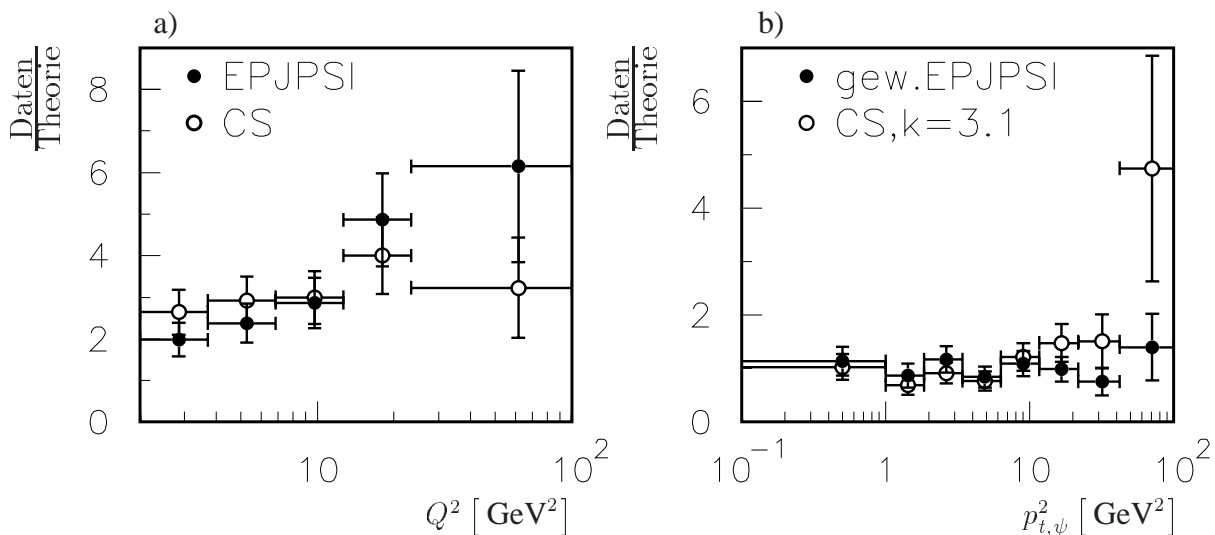 a)
Daten
Theorie
EPJPSI
CS
8
6
4
2
0
10
10²
Q² [ GeV² ]
b)
Daten
Theorie
gew.EPJPSI
CS,k=3.1
6
4
2
0
10⁻¹
1
10
10²
p²t,ψ [ GeV² ]